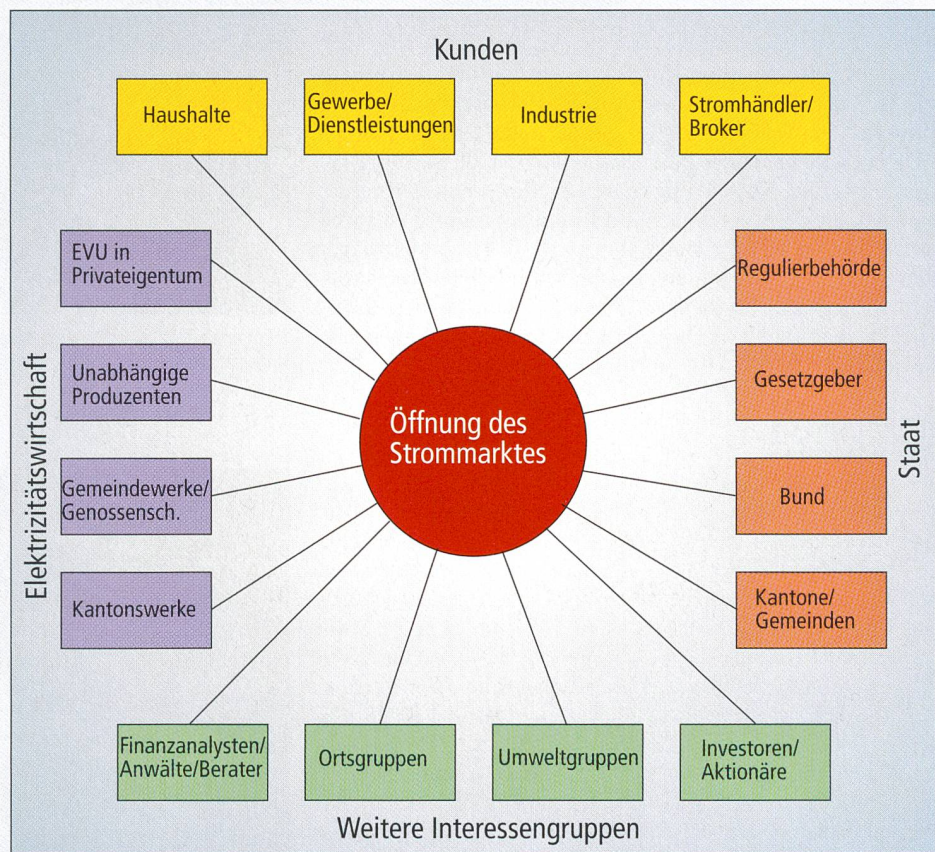 Kunden
Haushalte
Gewerbe/
Dienstleistungen
Industrie
Stromhändler/
Broker
Elektrizitätswirtschaft
EVU in
Privateigentum
Unabhängige
Produzenten
Gemeindewerke/
Genossensch.
Kantonswerke
Öffnung des
Strommarktes
Staat
Regulierbehörde
Gesetzgeber
Bund
Kantone/
Gemeinden
Finanzanalysten/
Anwälte/Berater
Ortsgruppen
Umweltgruppen
Investoren/
Aktionäre
Weitere Interessengruppen